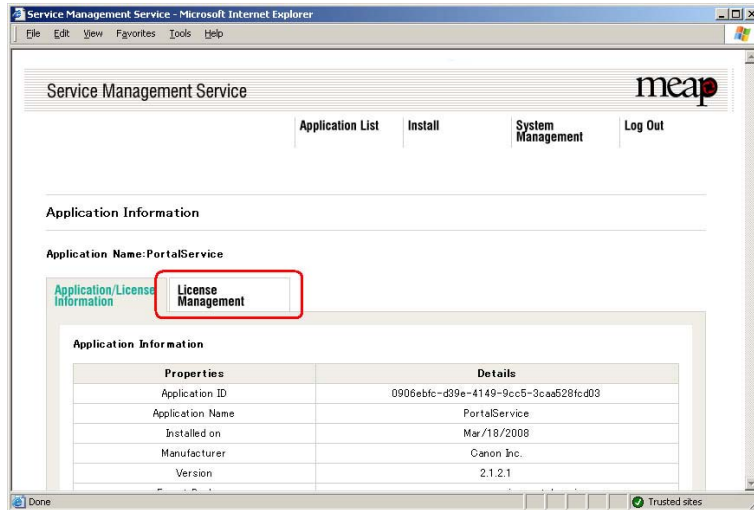 Service Management Service - Microsoft Internet Explorer
File Edit View Favorites Tools Help
Service Management Service
meap
Application List Install System Management Log Out
Application Information
Application Name:PortalService
Application/License Information
License Management
Application Information
Properties Details
Application ID 0906ebfc-d39e-4149-9cc5-3caa528fcd03
Application Name PortalService
Installed on Mar/18/2008
Manufacturer Canon Inc.
Version 2.1.2.1
Done Trusted sites